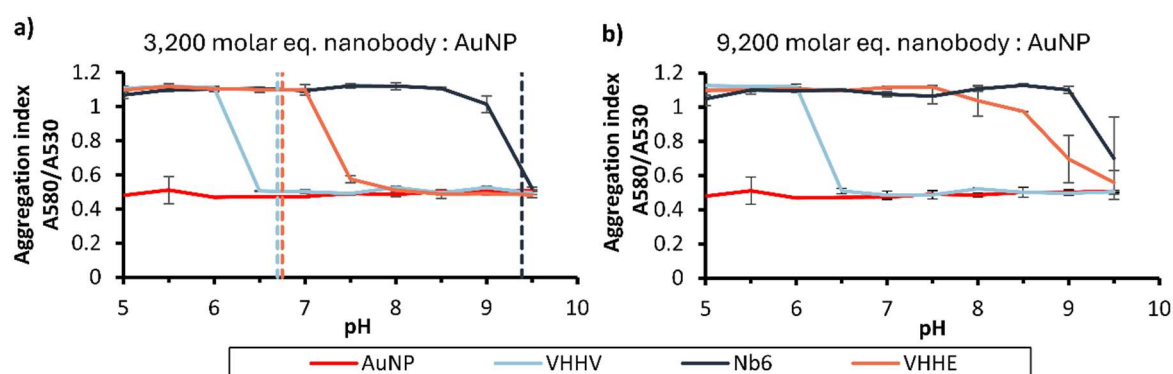 a)
3,200 molar eq. nanobody : AuNP
Aggregation index
A580/A530
1.2
1
0.8
0.6
0.4
0.2
0
5
6
7
8
9
10
pH
b)
9,200 molar eq. nanobody : AuNP
Aggregation index
A580/A530
1.2
1
0.8
0.6
0.4
0.2
0
5
6
7
8
9
10
pH
AuNP
VHHV
Nb6
VHHE